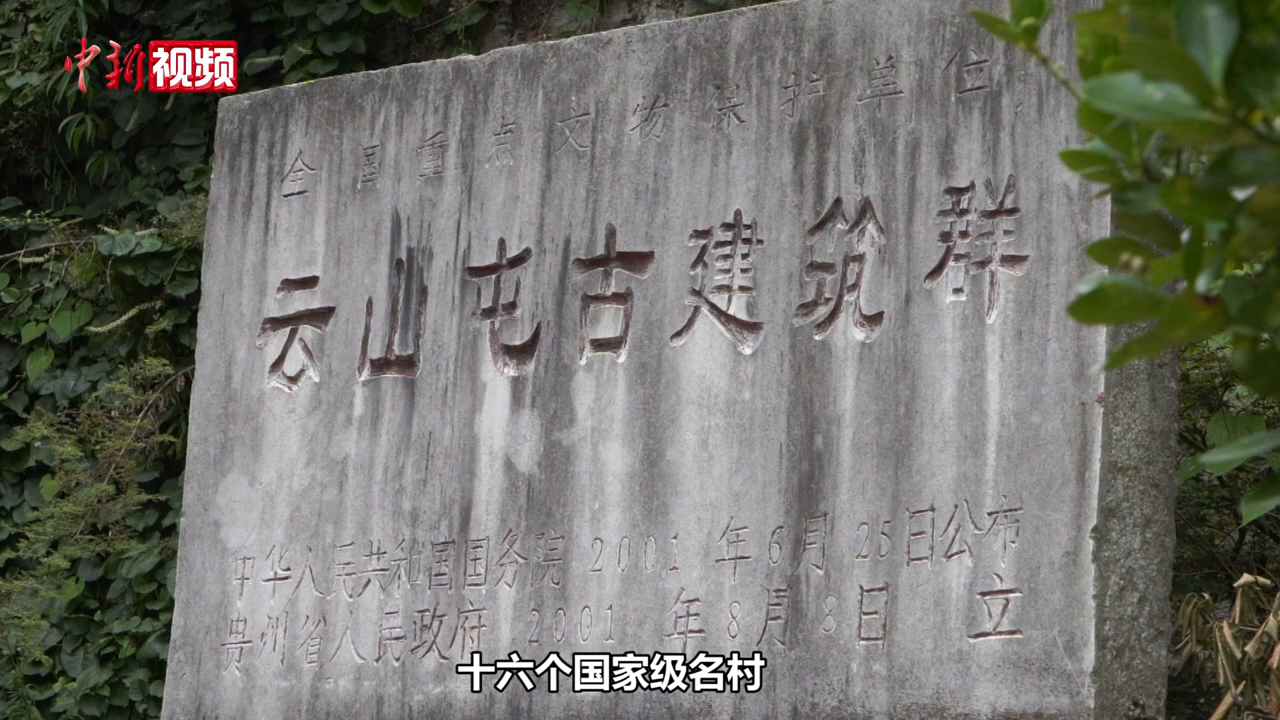 中新视频
全国重点文物保护单位
云山屯古建筑群
中华人民共和国国务院 2001 年6月 25日公布
贵州省人民政府 2001 年8月8日 立
十六个国家级名村